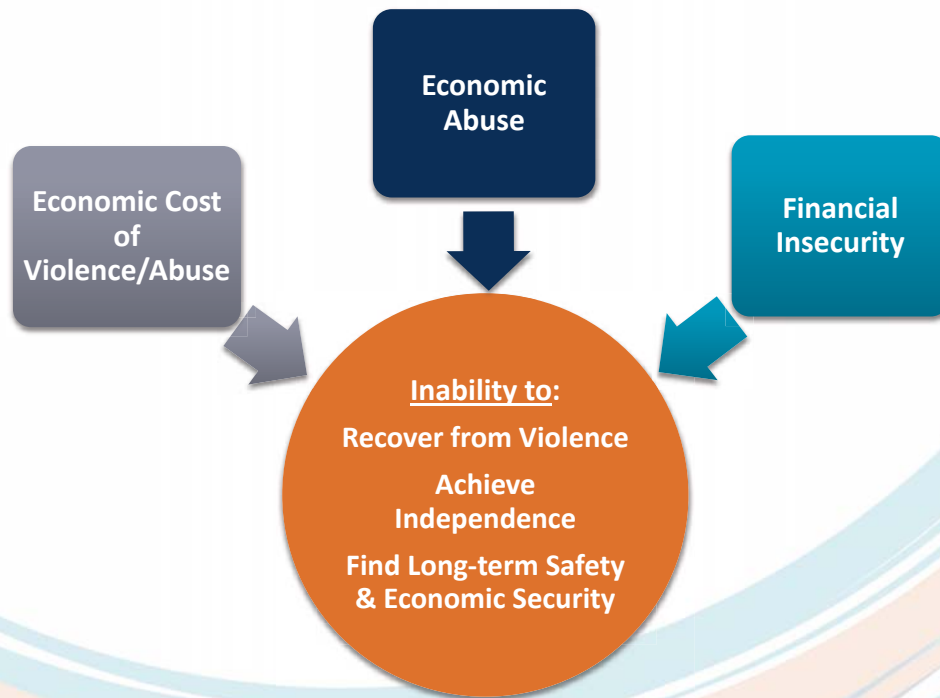 Economic
Abuse
Economic Cost
of
Violence/Abuse
Financial
Insecurity
Inability to:
Recover from Violence
Achieve
Independence
Find Long-term Safety
& Economic Security